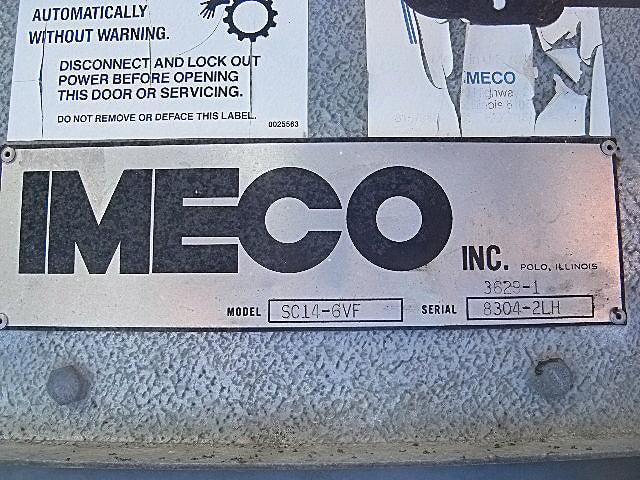 AUTOMATICALLY
WITHOUT WARNING.
DISCONNECT AND LOCK OUT
POWER BEFORE OPENING
THIS DOOR OR SERVICING.
DO NOT REMOVE OR DEFACE THIS LABEL.
0025563
IMECO
IMECO INC. POLO, ILLINOIS
3629-1
MODEL SC14-6VF SERIAL 8304-2LH